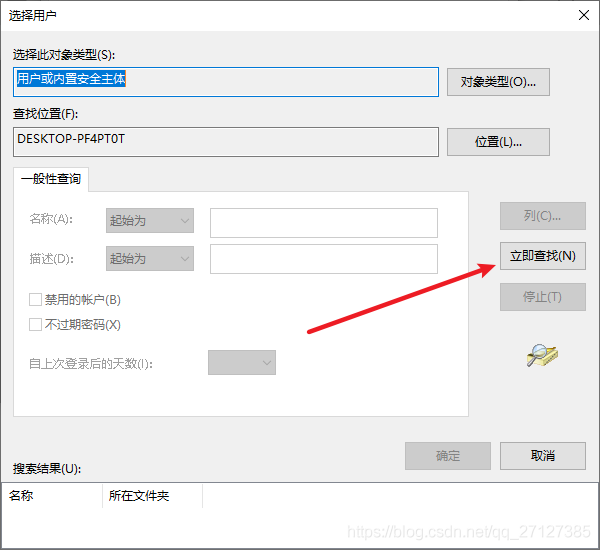 选择用户
选择此对象类型(S):
用户或内置安全主体
对象类型(O)...
查找位置(F):
DESKTOP-PF4PT0T
位置(L)...
一般性查询
名称(A):
起始为
列(C)...
描述(D):
起始为
立即查找(N)
禁用的帐户(B)
停止(T)
不过期密码(X)
自上次登录后的天数(I):
确定
取消
搜索结果(U):
名称
所在文件夹
https://blog.csdn.net/qq_27127385